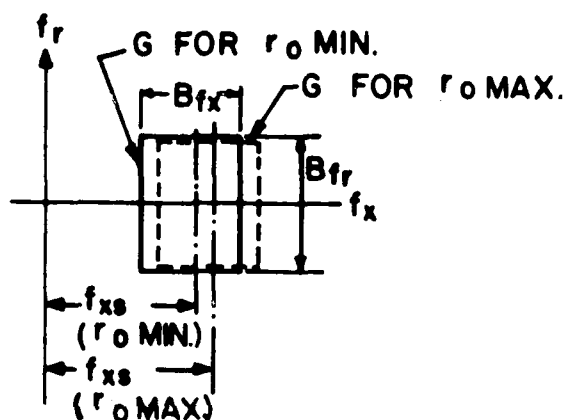 fr
G FOR r0 MIN.
Bfx
G FOR r0 MAX.
Bfr
fx
fxs
(r0 MIN.)
fxs
(r0 MAX)